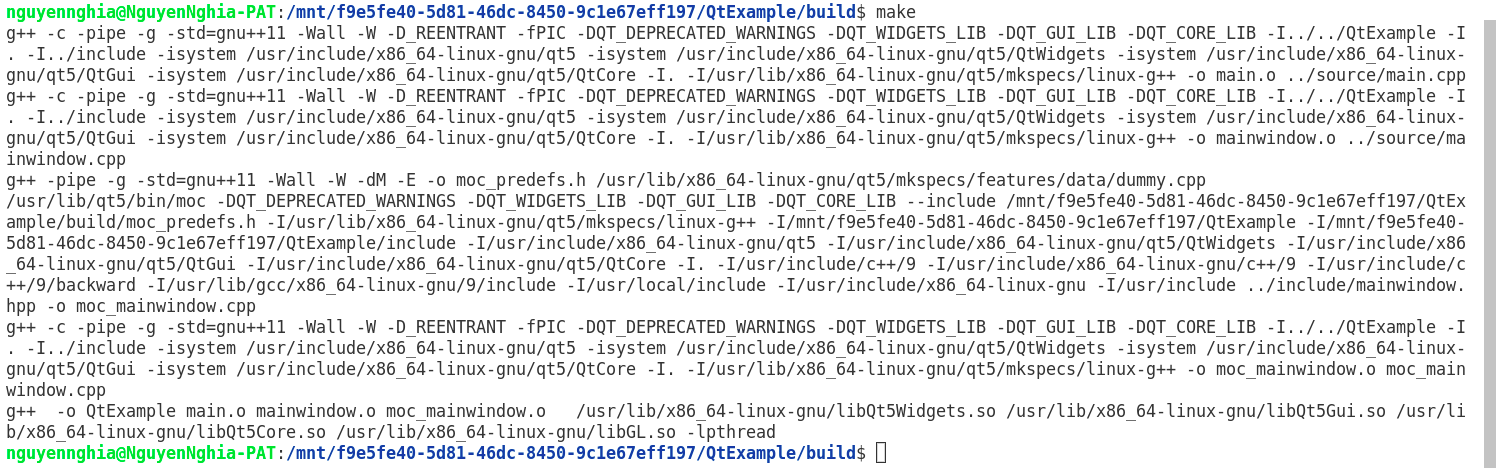 nguyennghia@NguyenNghia-PAT:/mnt/f9e5fe40-5d81-46dc-8450-9c1e67eff197/QtExample/build$ make
g++ -c -pipe -g -std=gnu++11 -Wall -W -D_REENTRANT -fPIC -DQT_DEPRECATED_WARNINGS -DQT_WIDGETS_LIB -DQT_GUI_LIB -DQT_CORE_LIB -I../../QtExample -I
. -I../include -isystem /usr/include/x86_64-linux-gnu/qt5 -isystem /usr/include/x86_64-linux-gnu/qt5/QtWidgets -isystem /usr/include/x86_64-linux-
gnu/qt5/QtGui -isystem /usr/include/x86_64-linux-gnu/qt5/QtCore -I. -I/usr/lib/x86_64-linux-gnu/qt5/mkspecs/linux-g++ -o main.o ../source/main.cpp
g++ -c -pipe -g -std=gnu++11 -Wall -W -D_REENTRANT -fPIC -DQT_DEPRECATED_WARNINGS -DQT_WIDGETS_LIB -DQT_GUI_LIB -DQT_CORE_LIB -I../../QtExample -I
. -I../include -isystem /usr/include/x86_64-linux-gnu/qt5 -isystem /usr/include/x86_64-linux-gnu/qt5/QtWidgets -isystem /usr/include/x86_64-linux-
gnu/qt5/QtGui -isystem /usr/include/x86_64-linux-gnu/qt5/QtCore -I. -I/usr/lib/x86_64-linux-gnu/qt5/mkspecs/linux-g++ -o mainwindow.o ../source/ma
inwindow.cpp
g++ -pipe -g -std=gnu++11 -Wall -W -dM -E -o moc_predefs.h /usr/lib/x86_64-linux-gnu/qt5/mkspecs/features/data/dummy.cpp
/usr/lib/qt5/bin/moc -DQT_DEPRECATED_WARNINGS -DQT_WIDGETS_LIB -DQT_GUI_LIB -DQT_CORE_LIB --include /mnt/f9e5fe40-5d81-46dc-8450-9c1e67eff197/QtEx
ample/build/moc_predefs.h -I/usr/lib/x86_64-linux-gnu/qt5/mkspecs/linux-g++ -I/mnt/f9e5fe40-5d81-46dc-8450-9c1e67eff197/QtExample -I/mnt/f9e5fe40-
5d81-46dc-8450-9c1e67eff197/QtExample/include -I/usr/include/x86_64-linux-gnu/qt5 -I/usr/include/x86_64-linux-gnu/qt5/QtWidgets -I/usr/include/x86
_64-linux-gnu/qt5/QtGui -I/usr/include/x86_64-linux-gnu/qt5/QtCore -I. -I/usr/include/c++/9 -I/usr/include/x86_64-linux-gnu/c++/9 -I/usr/include/c
++/9/backward -I/usr/lib/gcc/x86_64-linux-gnu/9/include -I/usr/local/include -I/usr/include/x86_64-linux-gnu -I/usr/include ../include/mainwindow.
hpp -o moc_mainwindow.cpp
g++ -c -pipe -g -std=gnu++11 -Wall -W -D_REENTRANT -fPIC -DQT_DEPRECATED_WARNINGS -DQT_WIDGETS_LIB -DQT_GUI_LIB -DQT_CORE_LIB -I../../QtExample -I
. -I../include -isystem /usr/include/x86_64-linux-gnu/qt5 -isystem /usr/include/x86_64-linux-gnu/qt5/QtWidgets -isystem /usr/include/x86_64-linux-
gnu/qt5/QtGui -isystem /usr/include/x86_64-linux-gnu/qt5/QtCore -I. -I/usr/lib/x86_64-linux-gnu/qt5/mkspecs/linux-g++ -o moc_mainwindow.o moc_main
window.cpp
g++  -o QtExample main.o mainwindow.o moc_mainwindow.o   /usr/lib/x86_64-linux-gnu/libQt5Widgets.so /usr/lib/x86_64-linux-gnu/libQt5Gui.so /usr/li
b/x86_64-linux-gnu/libQt5Core.so /usr/lib/x86_64-linux-gnu/libGL.so -lpthread
nguyennghia@NguyenNghia-PAT:/mnt/f9e5fe40-5d81-46dc-8450-9c1e67eff197/QtExample/build$